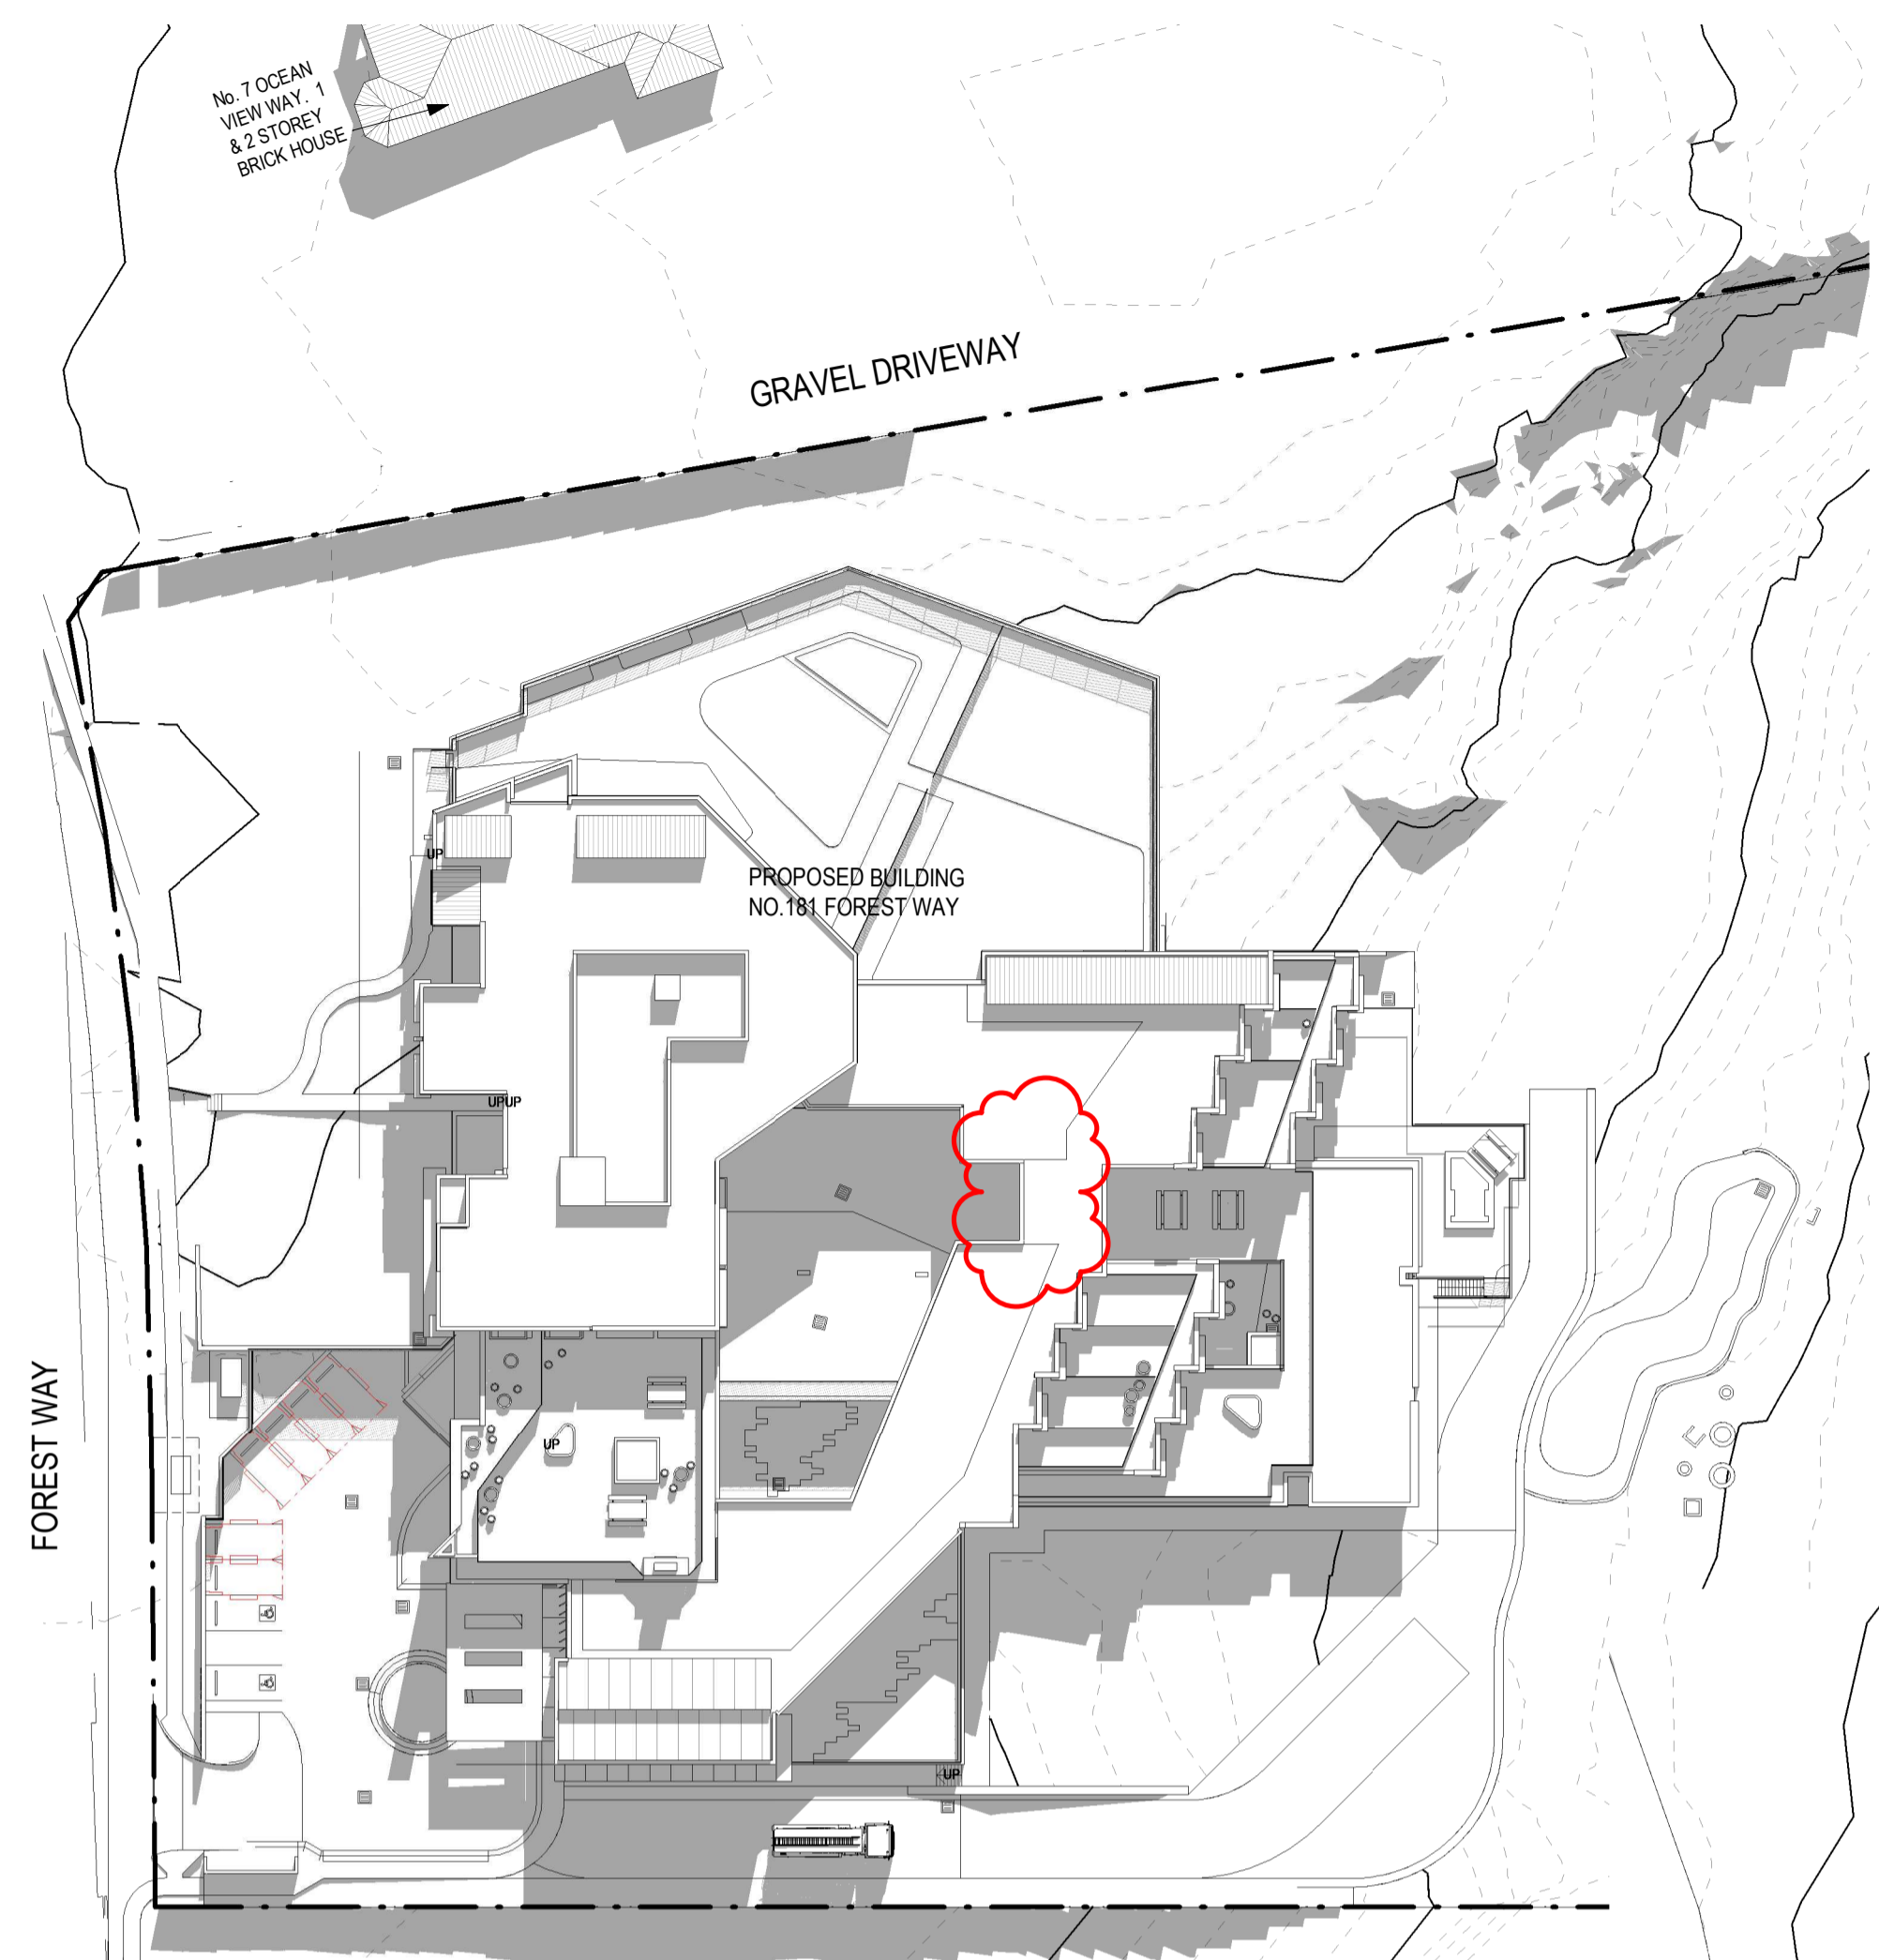 No. 7 OCEAN
VIEW WAY. 1
& 2 STOREY
BRICK HOUSE
GRAVEL DRIVEWAY
UP
PROPOSED BUILDING
NO.181 FOREST WAY
UPUP
FOREST WAY
UP
UP